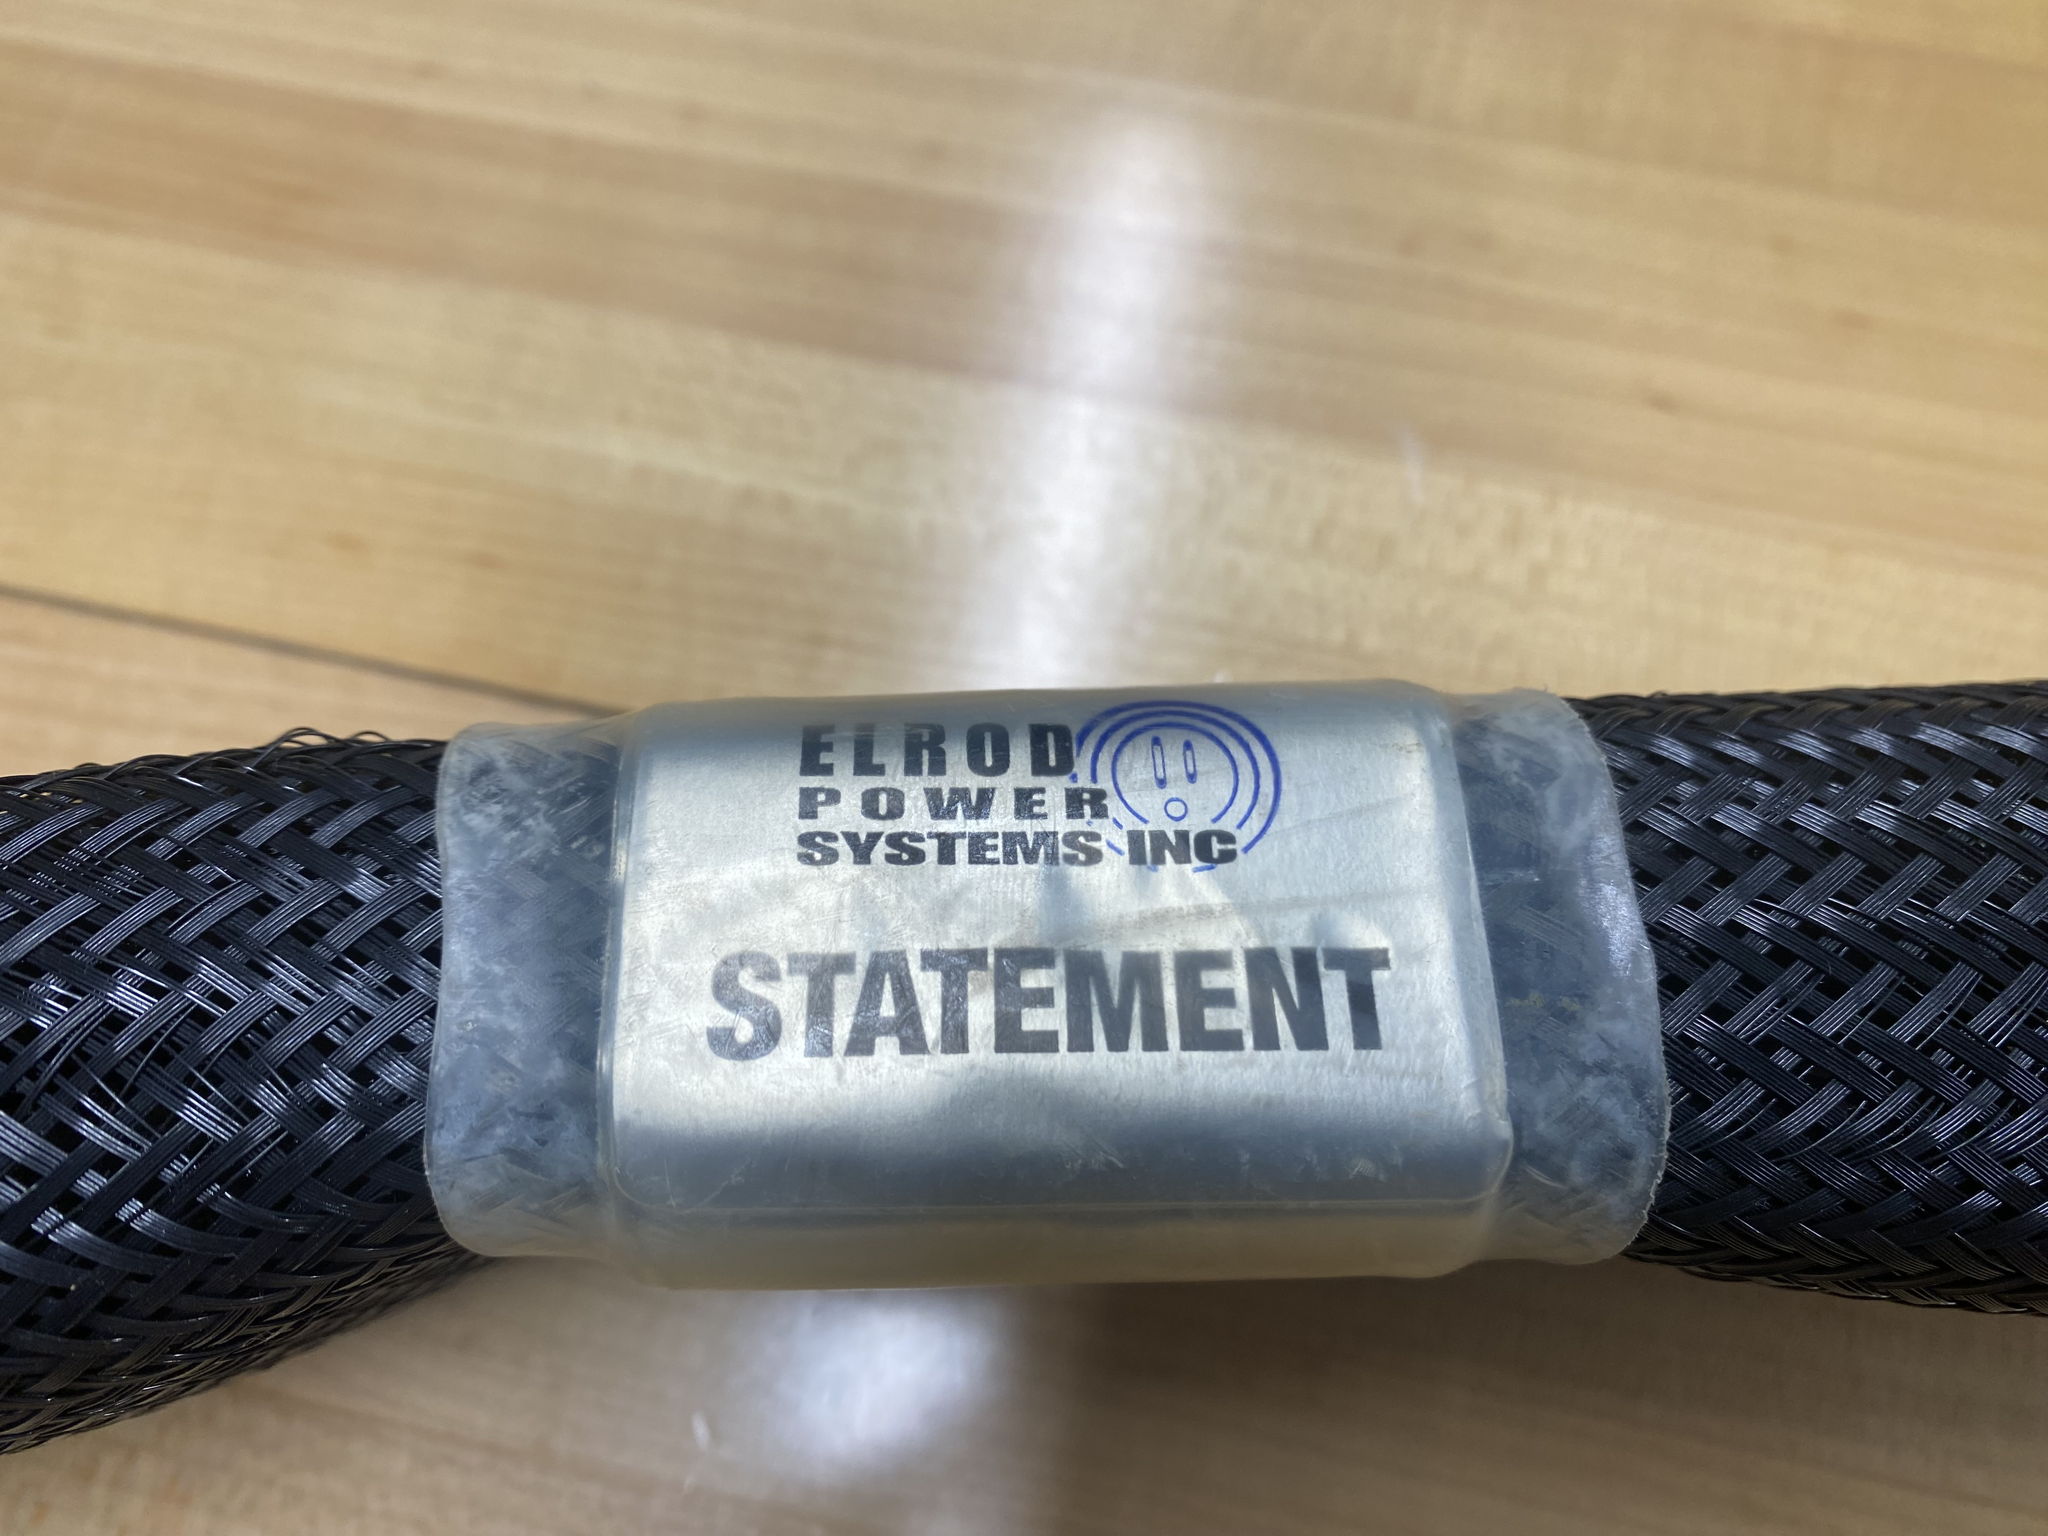 ELROD
POWER
SYSTEMS INC
STATEMENT